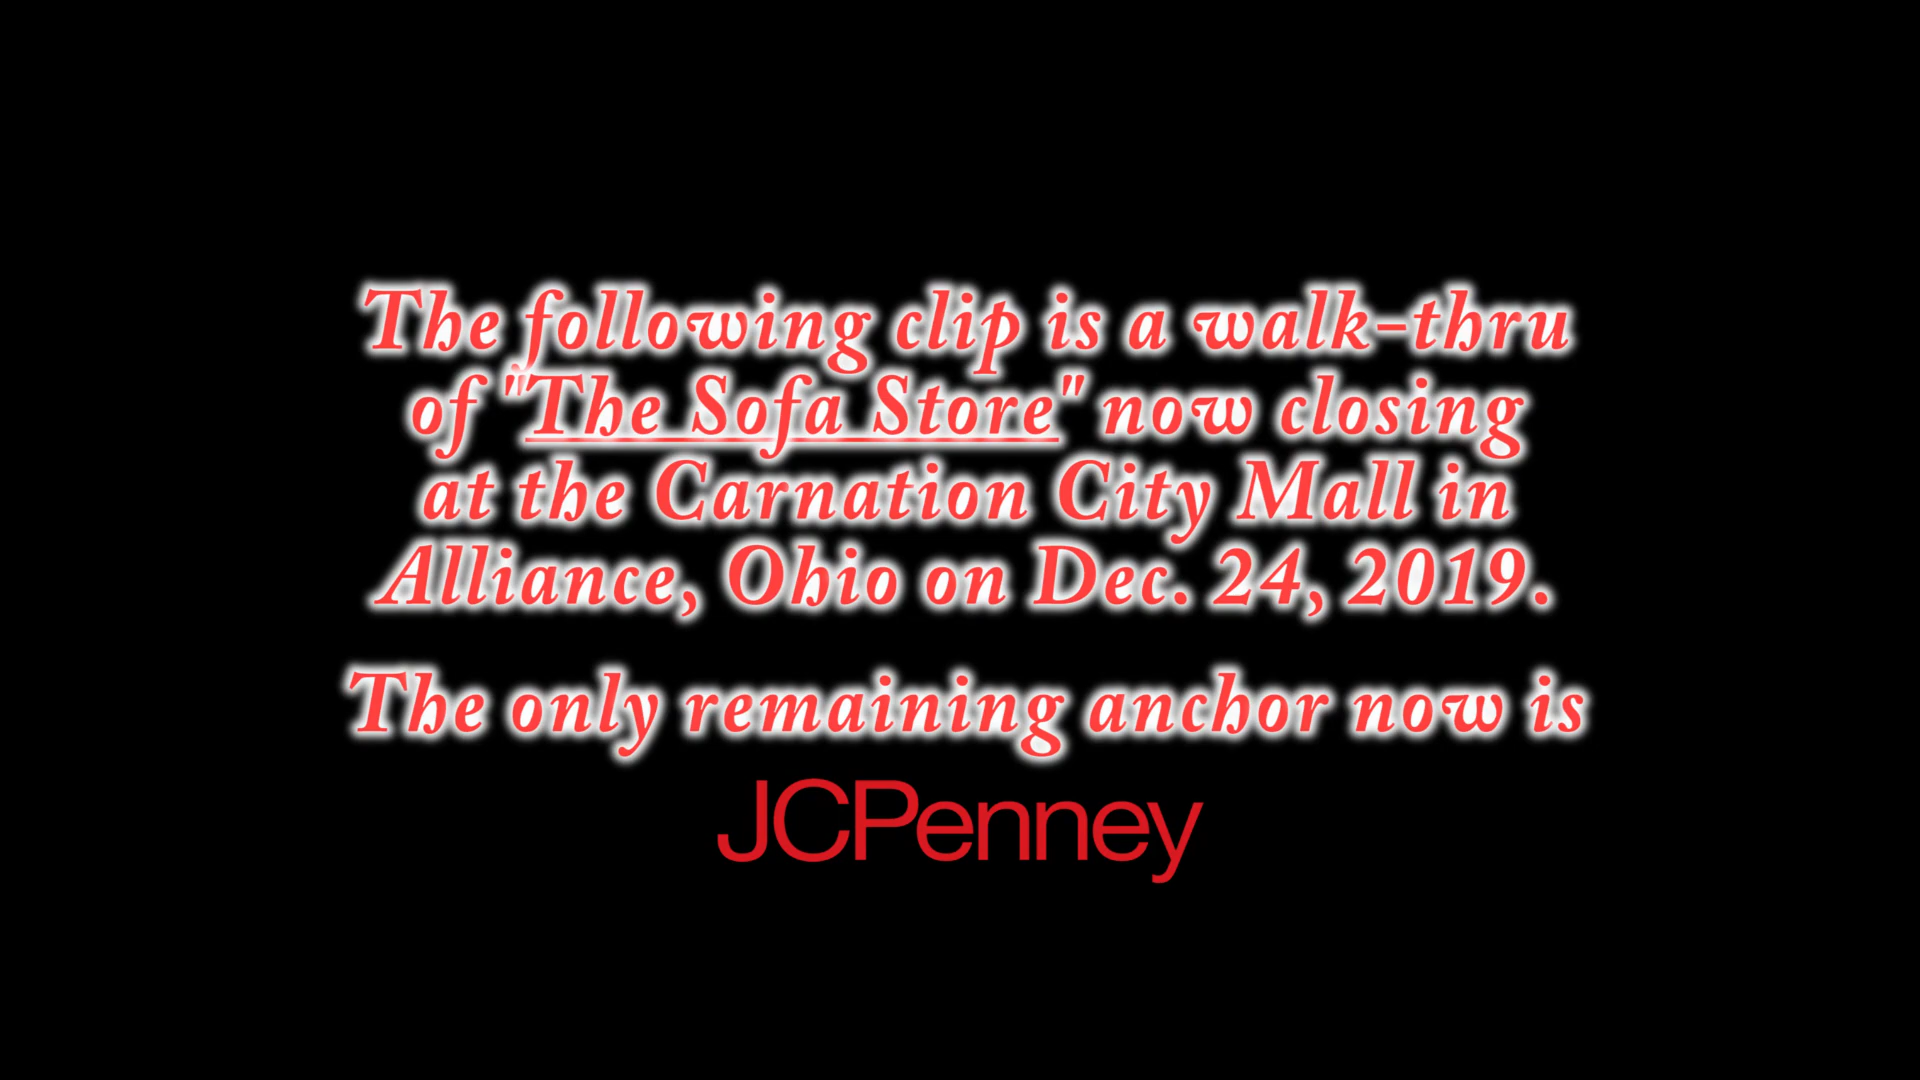 The following clip is a walk-thru
of "The Sofa Store" now closing
at the Carnation City Mall in
Alliance, Ohio on Dec. 24, 2019.
The only remaining anchor now is
JCPenney